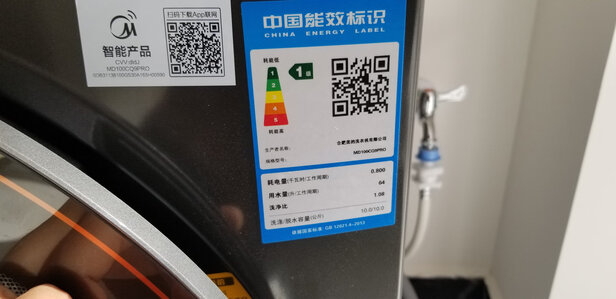 扫码下载App联网
智能产品
MD100CQ9PRO
中国能效标识
CHINA ENERGY LABEL
耗能低
1
2
3
4
5
1级
耗能高
生产者名称:
合肥美的洗衣机有限公司
规格型号:
MD100CQ9PRO
耗电量(千瓦时/工作周期)
0.800
用水量(升/工作周期)
64
洗净比
1.08
洗涤/脱水容量(公斤)
10.0/10.0
依据国家标准: GB 12021.4-2013